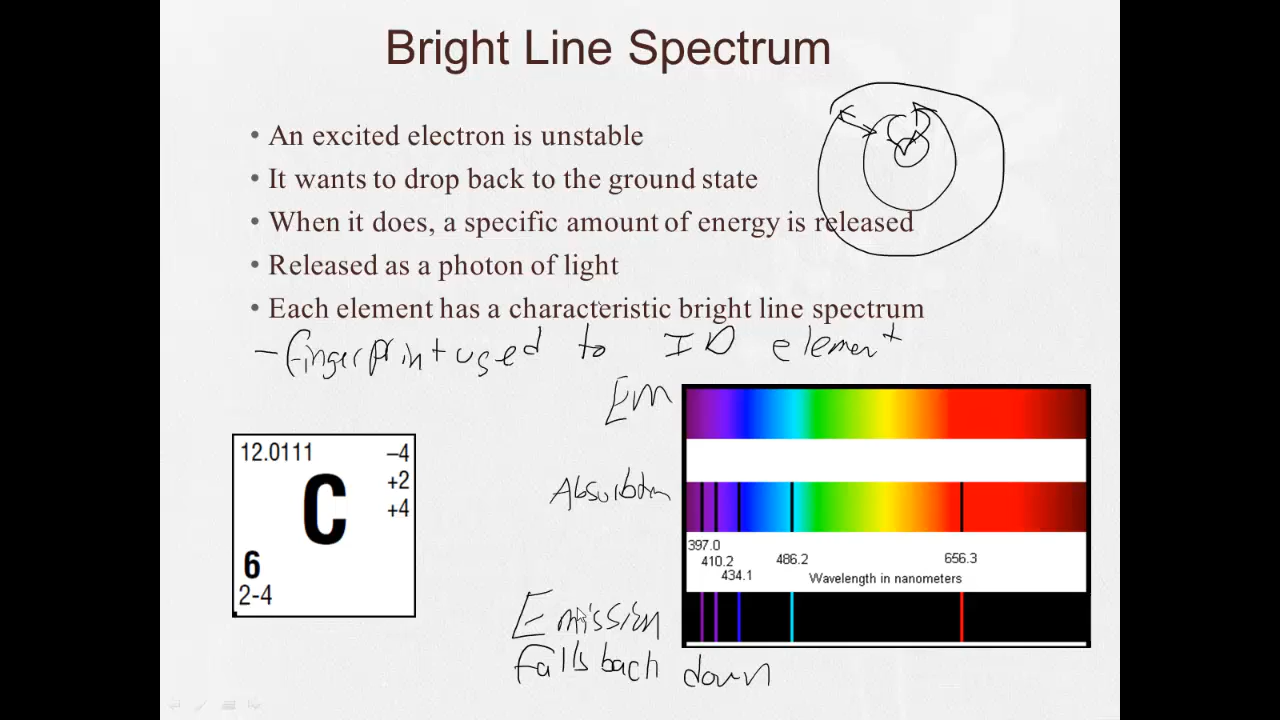 Bright Line Spectrum
• An excited electron is unstable
• It wants to drop back to the ground state
• When it does, a specific amount of energy is released
• Released as a photon of light
• Each element has a characteristic bright line spectrum
- fingerprint used to ID element
Em
12.0111 -4
+2
+4
C
6
2-4
Absorbtion
397.0
410.2
434.1
486.2
656.3
Wavelength in nanometers
Emission
falls back down